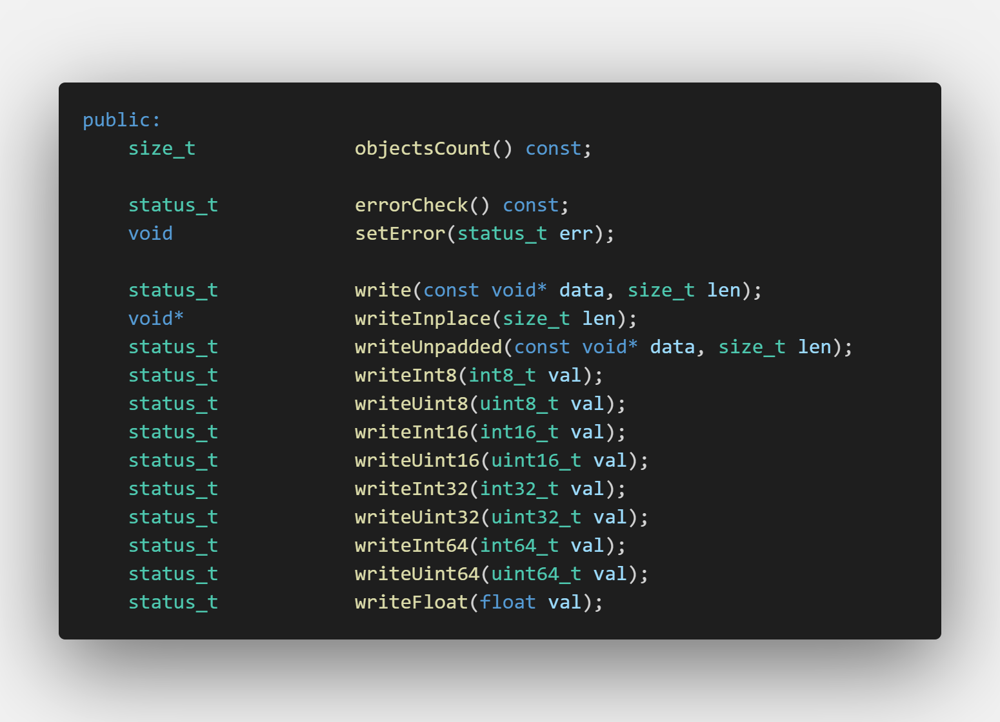 public:
    size_t              objectsCount() const;

    status_t            errorCheck() const;
    void                setError(status_t err);

    status_t            write(const void* data, size_t len);
    void*               writeInplace(size_t len);
    status_t            writeUnpadded(const void* data, size_t len);
    status_t            writeInt8(int8_t val);
    status_t            writeUint8(uint8_t val);
    status_t            writeInt16(int16_t val);
    status_t            writeUint16(uint16_t val);
    status_t            writeInt32(int32_t val);
    status_t            writeUint32(uint32_t val);
    status_t            writeInt64(int64_t val);
    status_t            writeUint64(uint64_t val);
    status_t            writeFloat(float val);